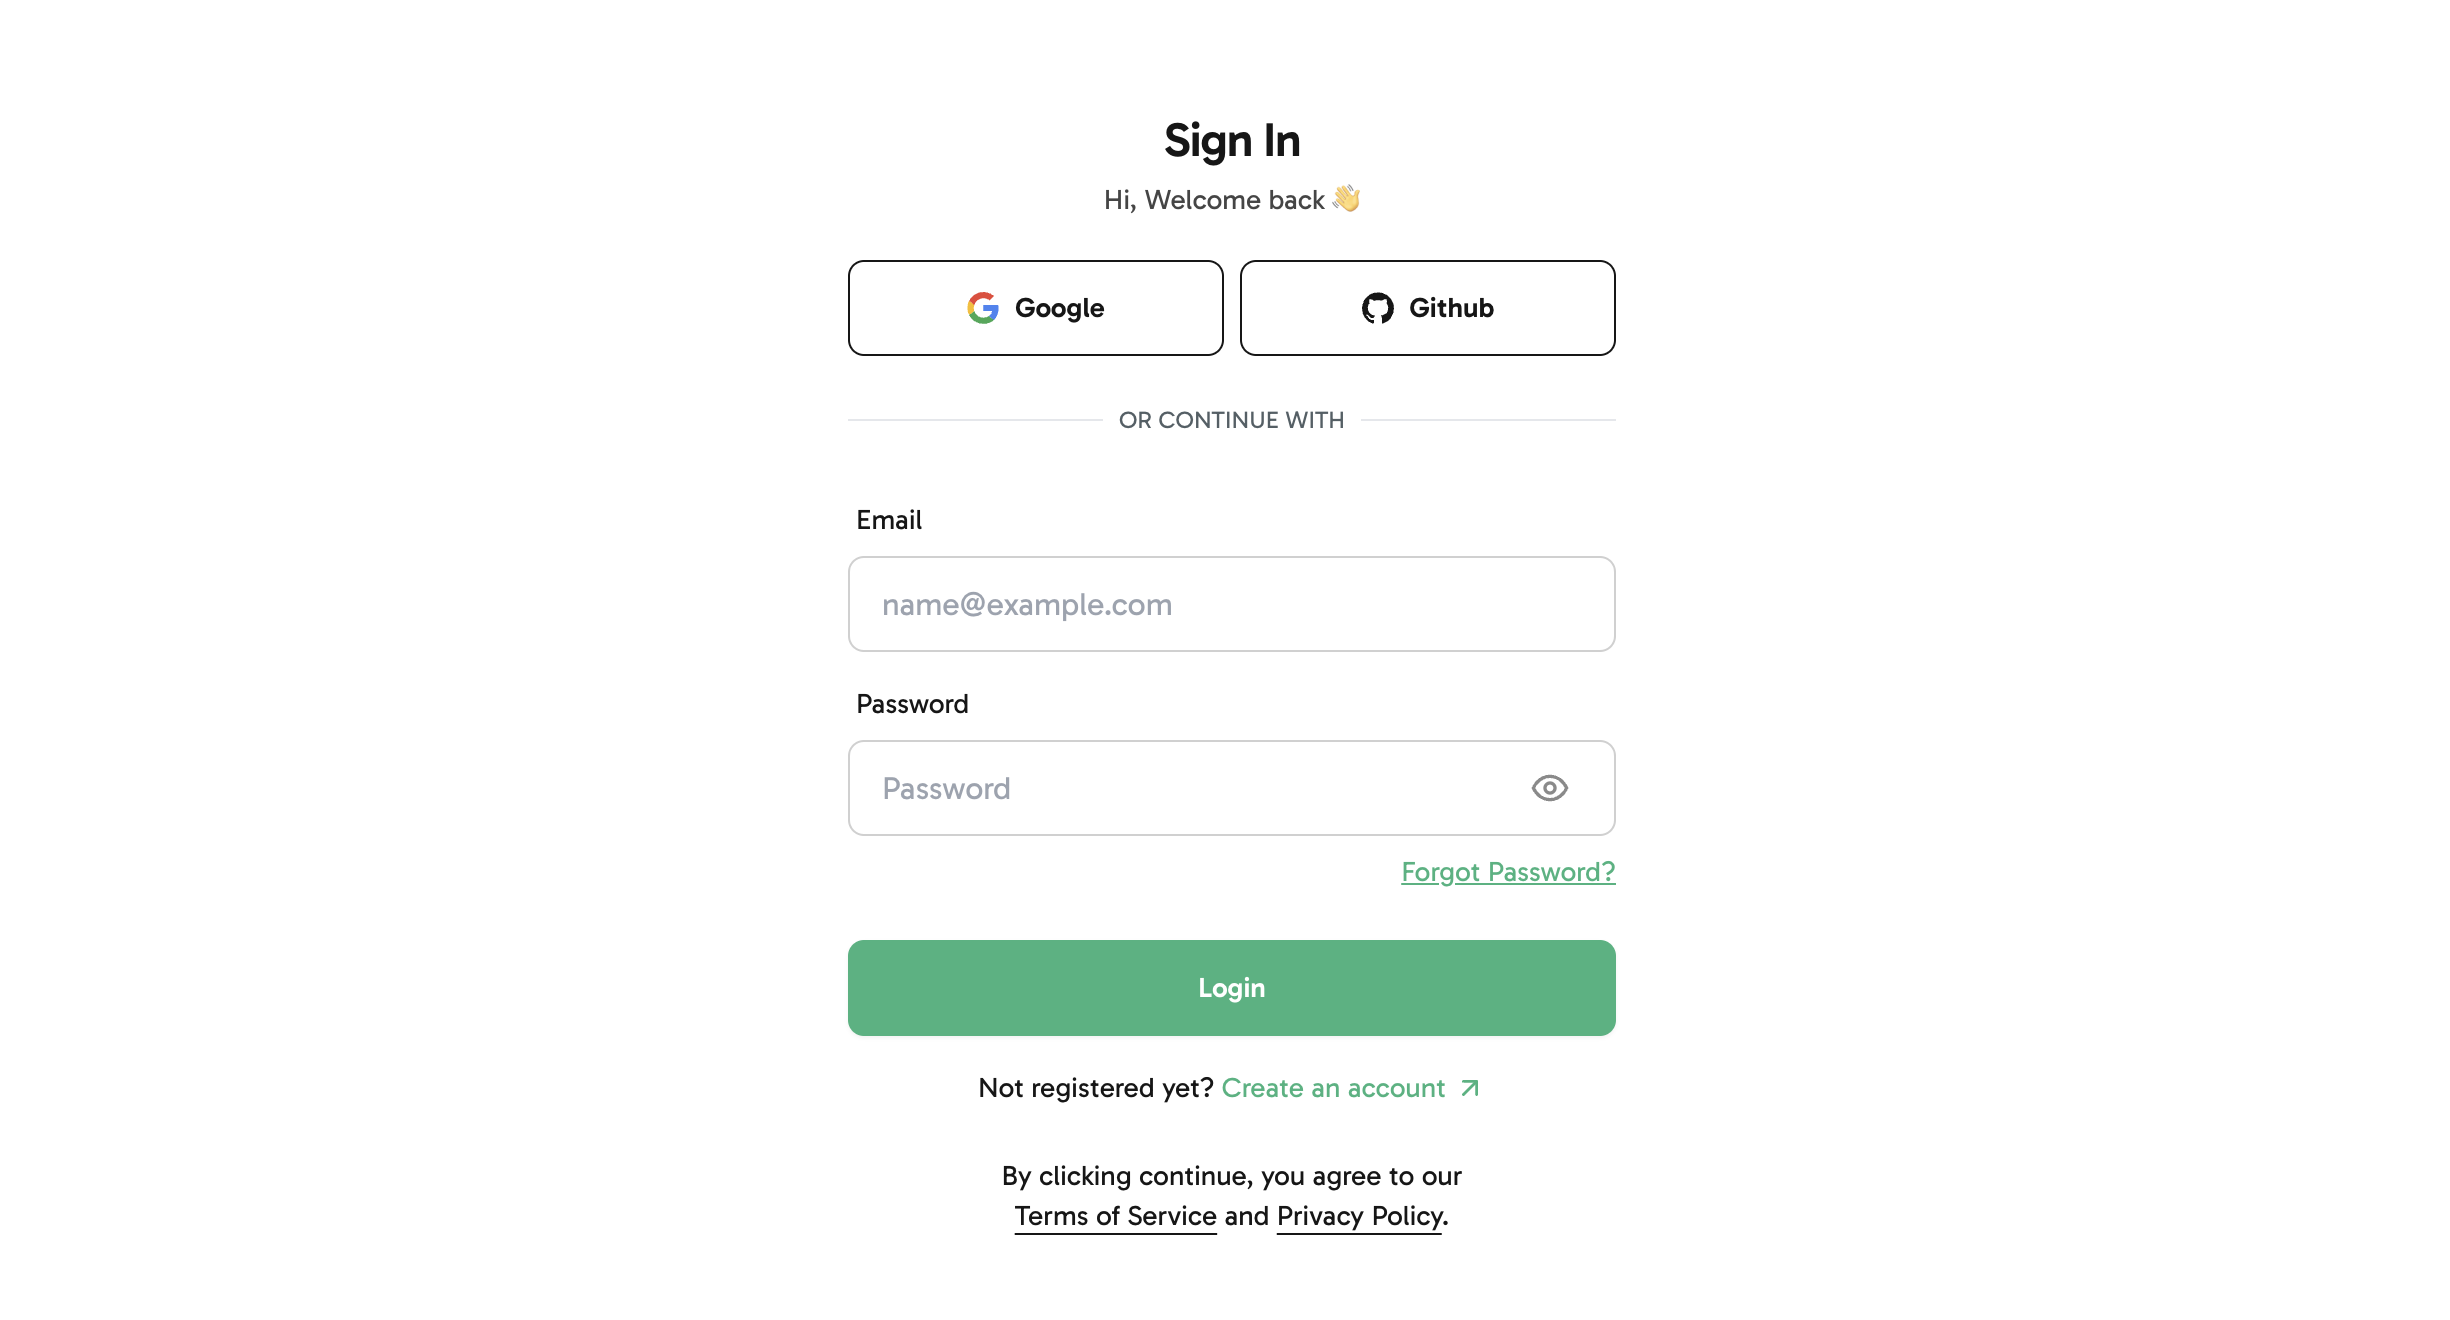 Sign In
Hi, Welcome back 👋
Google
Github
OR CONTINUE WITH
Email
name@example.com
Password
Password
Forgot Password?
Login
Not registered yet? Create an account
By clicking continue, you agree to our
Terms of Service and Privacy Policy.